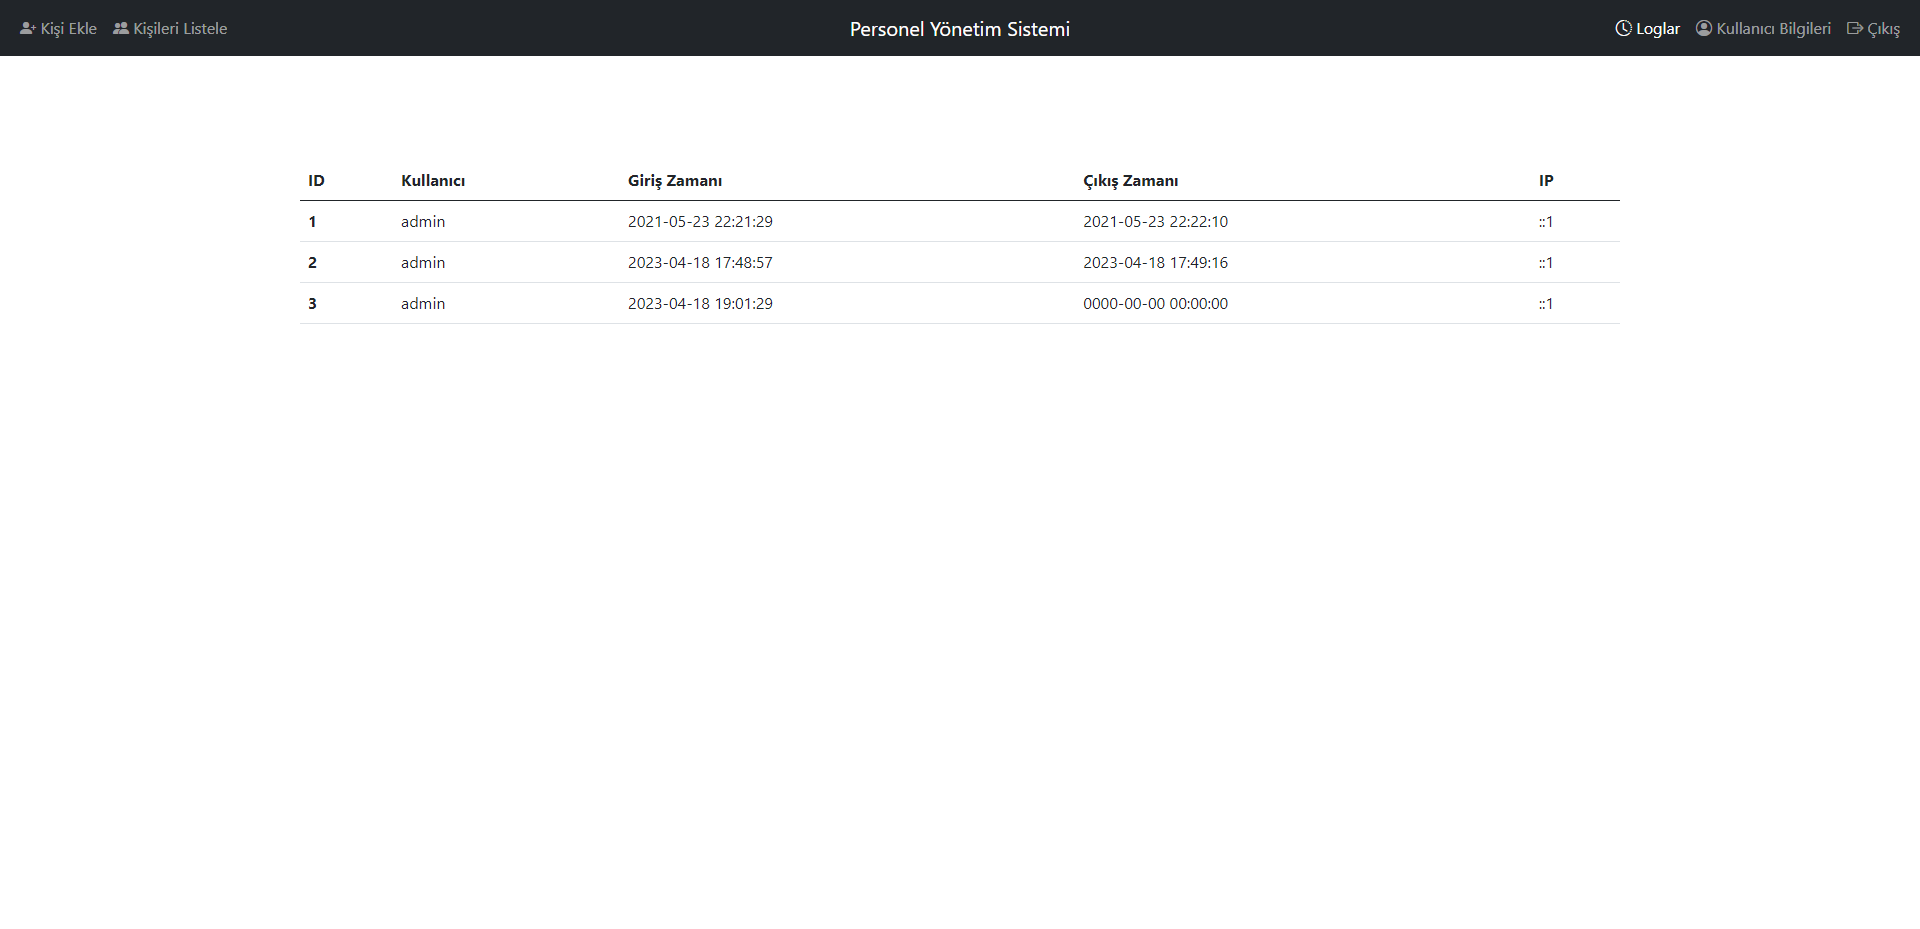 Kişi Ekle Kişileri Listele Personel Yönetim Sistemi Loglar Kullanıcı Bilgileri Çıkış
ID Kullanıcı Giriş Zamanı Çıkış Zamanı IP
1 admin 2021-05-23 22:21:29 2021-05-23 22:22:10 ::1
2 admin 2023-04-18 17:48:57 2023-04-18 17:49:16 ::1
3 admin 2023-04-18 19:01:29 0000-00-00 00:00:00 ::1